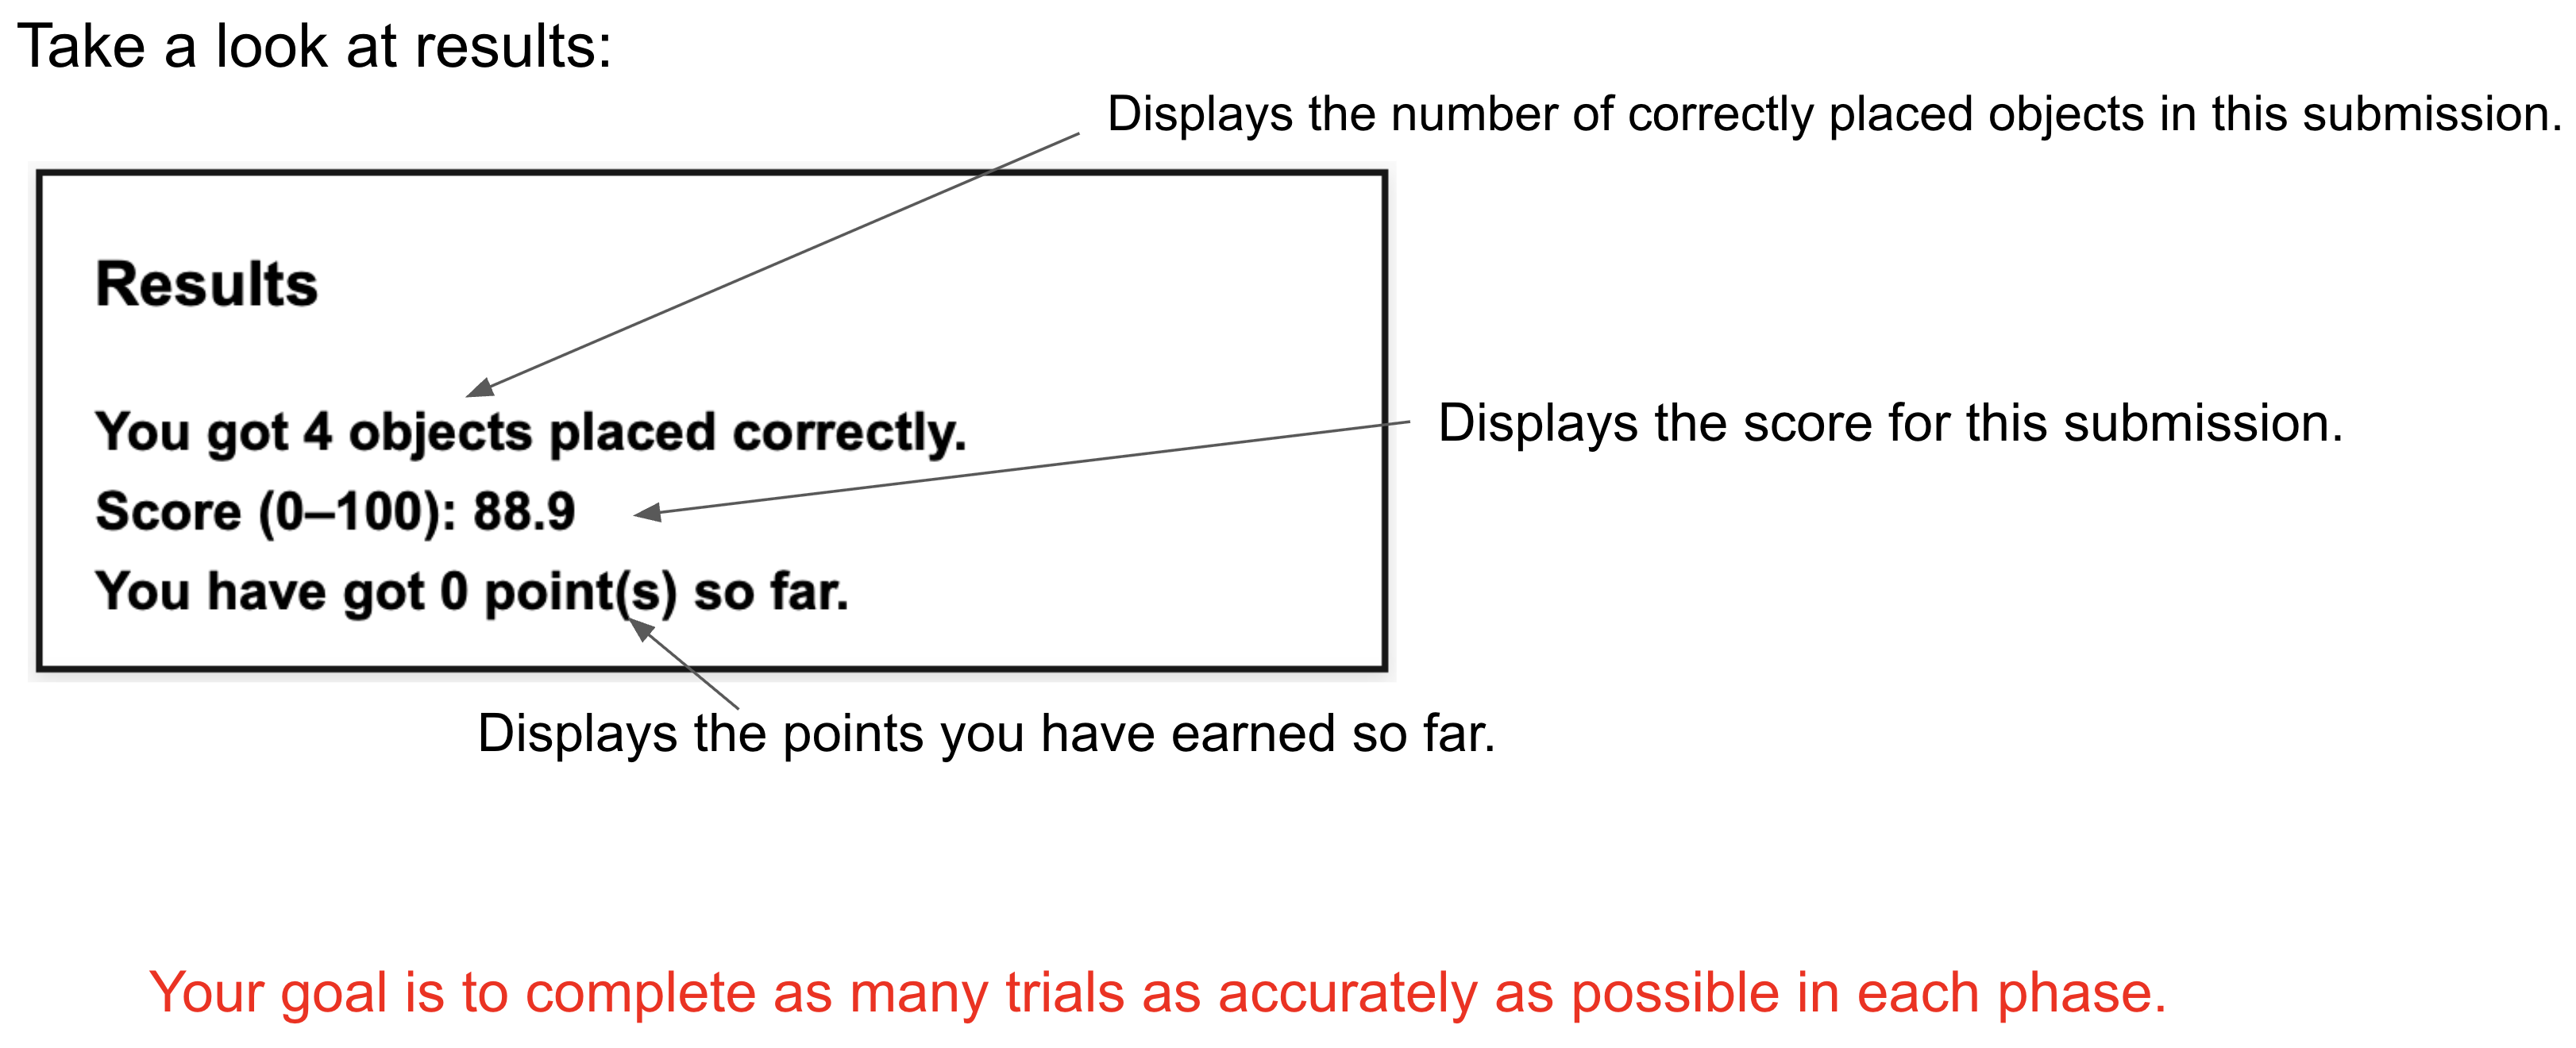 Take a look at results:
Displays the number of correctly placed objects in this submission.
Results
You got 4 objects placed correctly.
Displays the score for this submission.
Score (0–100): 88.9
You have got 0 point(s) so far.
Displays the points you have earned so far.
Your goal is to complete as many trials as accurately as possible in each phase.